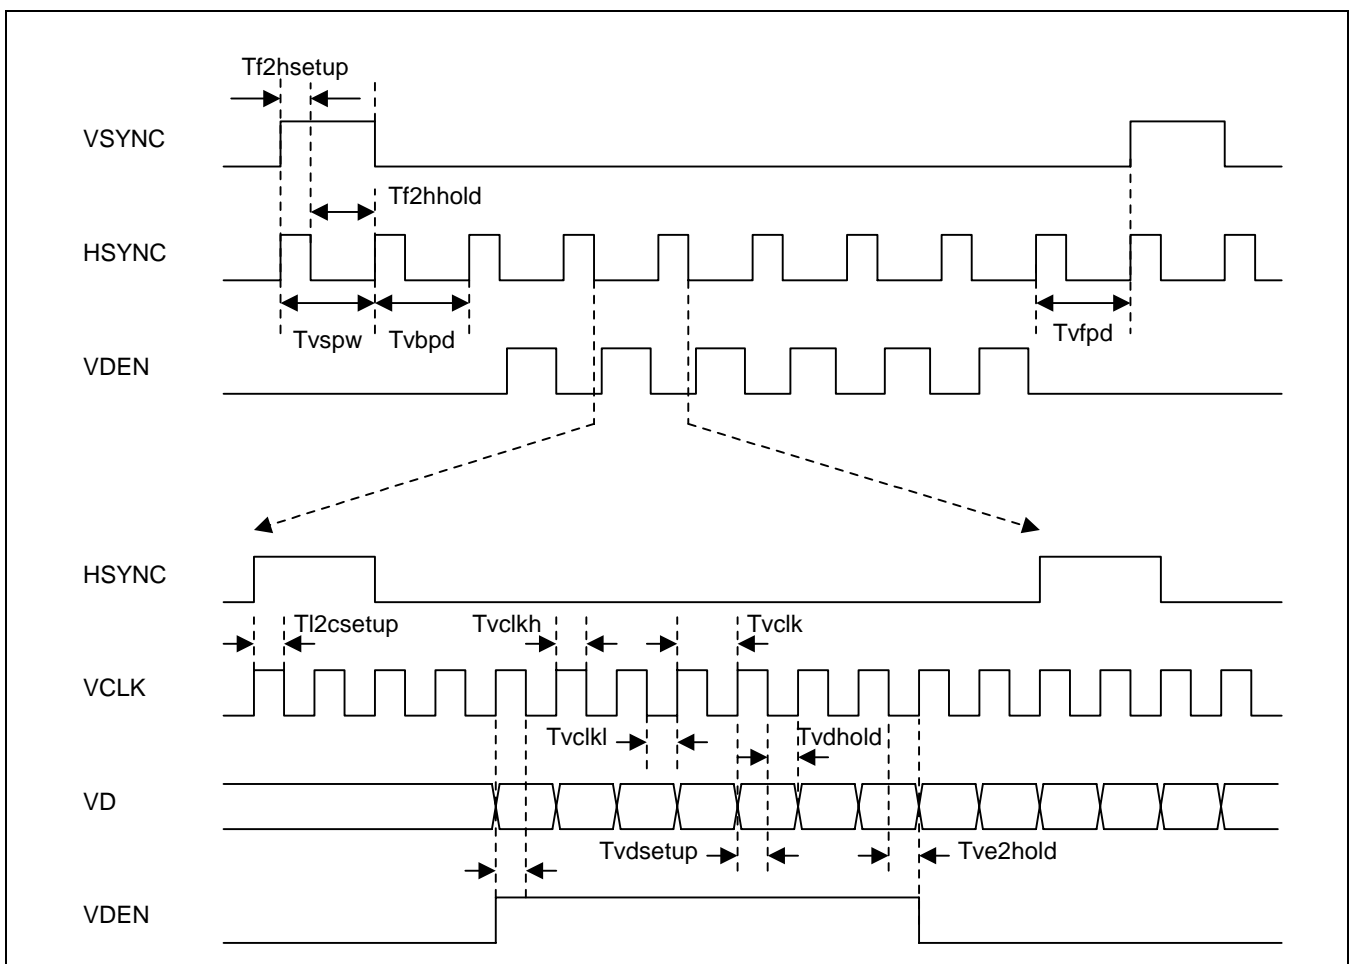 Tf2hsetup
VSYNC
Tf2hhold
HSYNC
Tvspw
Tvbpd
Tvfpd
VDEN
HSYNC
Tl2csetup
Tvclkh
Tvclk
VCLK
Tvclkl
Tvdhold
VD
Tvdsetup
Tve2hold
VDEN